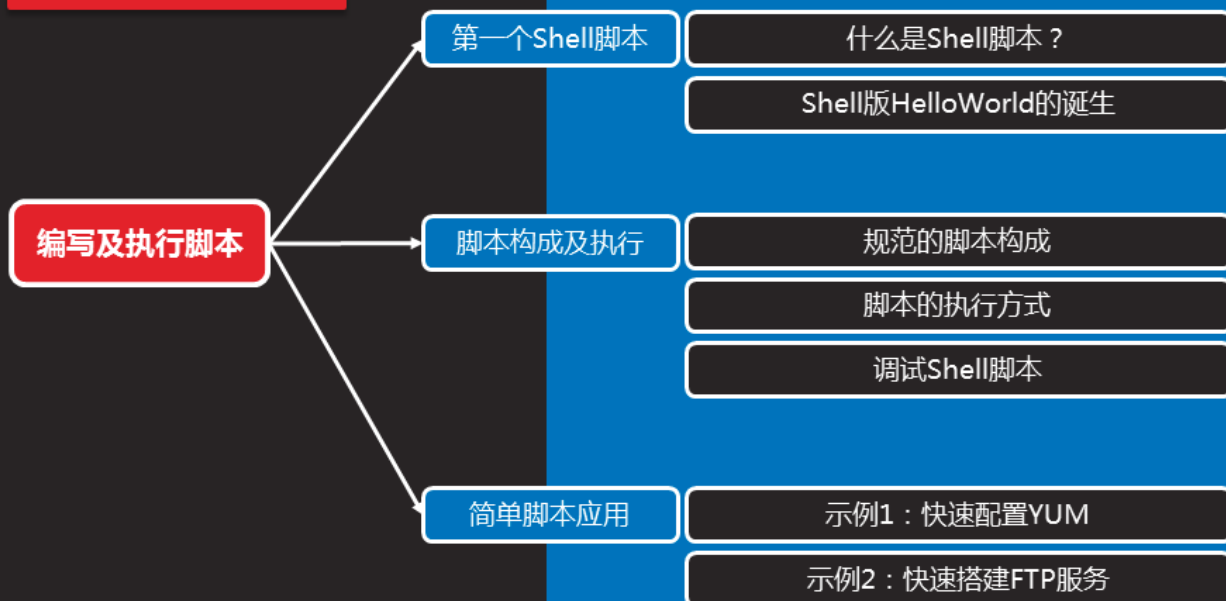 第一个Shell脚本
什么是Shell脚本？
Shell版HelloWorld的诞生
编写及执行脚本
脚本构成及执行
规范的脚本构成
脚本的执行方式
调试Shell脚本
简单脚本应用
示例1：快速配置YUM
示例2：快速搭建FTP服务